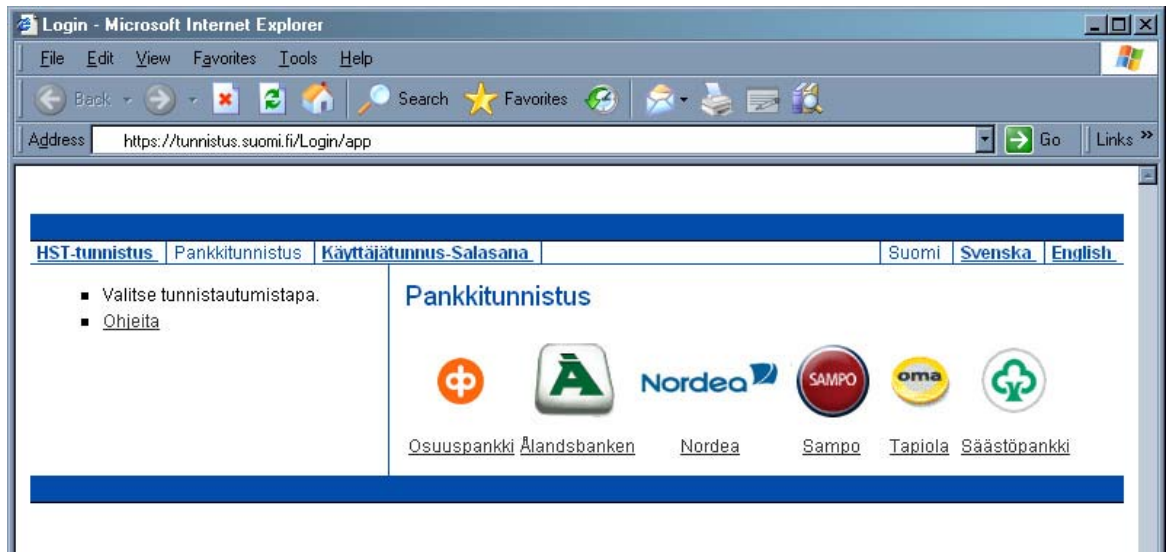 Login - Microsoft Internet Explorer
File Edit View Favorites Tools Help
Back Search Favorites
Address https://tunnistus.suomi.fi/Login/app Go Links »
HST-tunnistus Pankkitunnistus Käyttäjätunnus-Salasana Suomi Svenska English
Valitse tunnistautumistapa.
Ohjeita
Pankkitunnistus
Å Nordea SAMPO oma
Osuuspankki Ålandsbanken Nordea Sampo Tapiola Säästöpankki